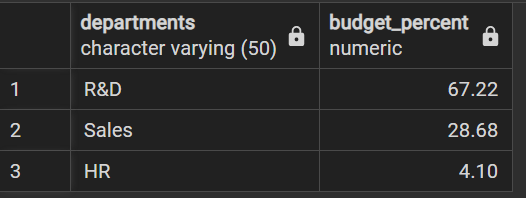 departments budget_percent
character varying (50) numeric
1 R&D 67.22
2 Sales 28.68
3 HR 4.10